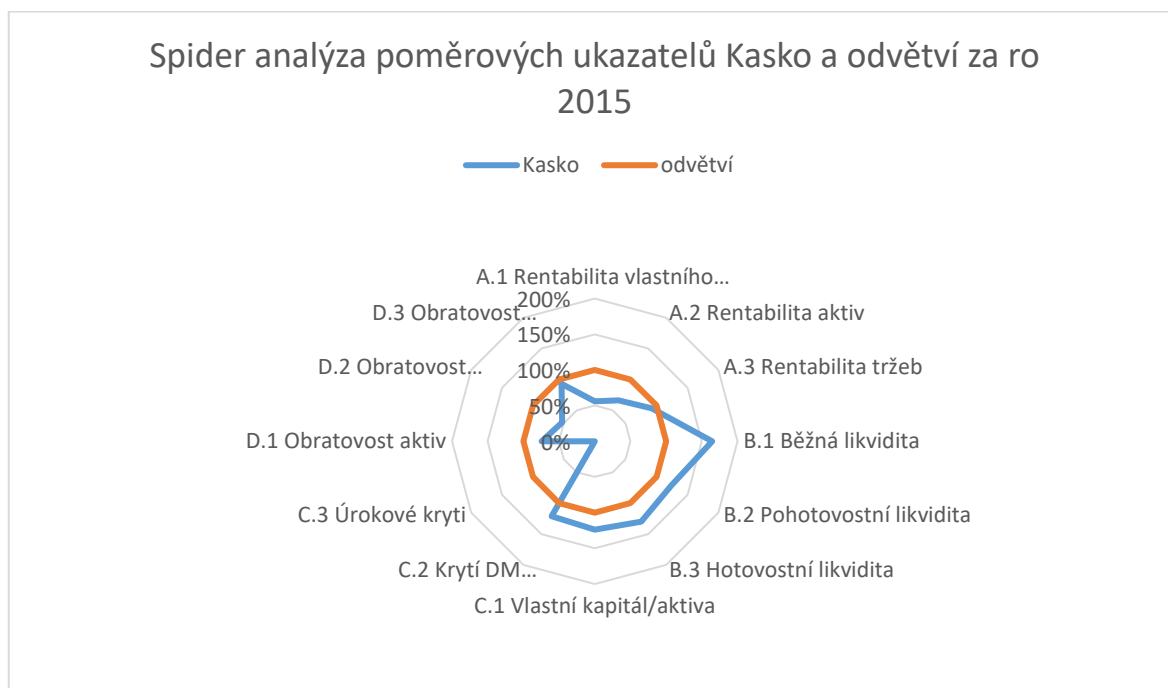 Spider analýza poměrových ukazatelů Kasko a odvětví za ro
2015
Kasko odvětví
A.1 Rentabilita vlastního...
200%
D.3 Obratovost... A.2 Rentabilita aktiv
150%
D.2 Obratovost... 100% A.3 Rentabilita tržeb
50%
D.1 Obratovost aktiv 0% B.1 Běžná likvidita
C.3 Úrokové kryti B.2 Pohotovostní likvidita
C.2 Krytí DM... B.3 Hotovostní likvidita
C.1 Vlastní kapitál/aktiva